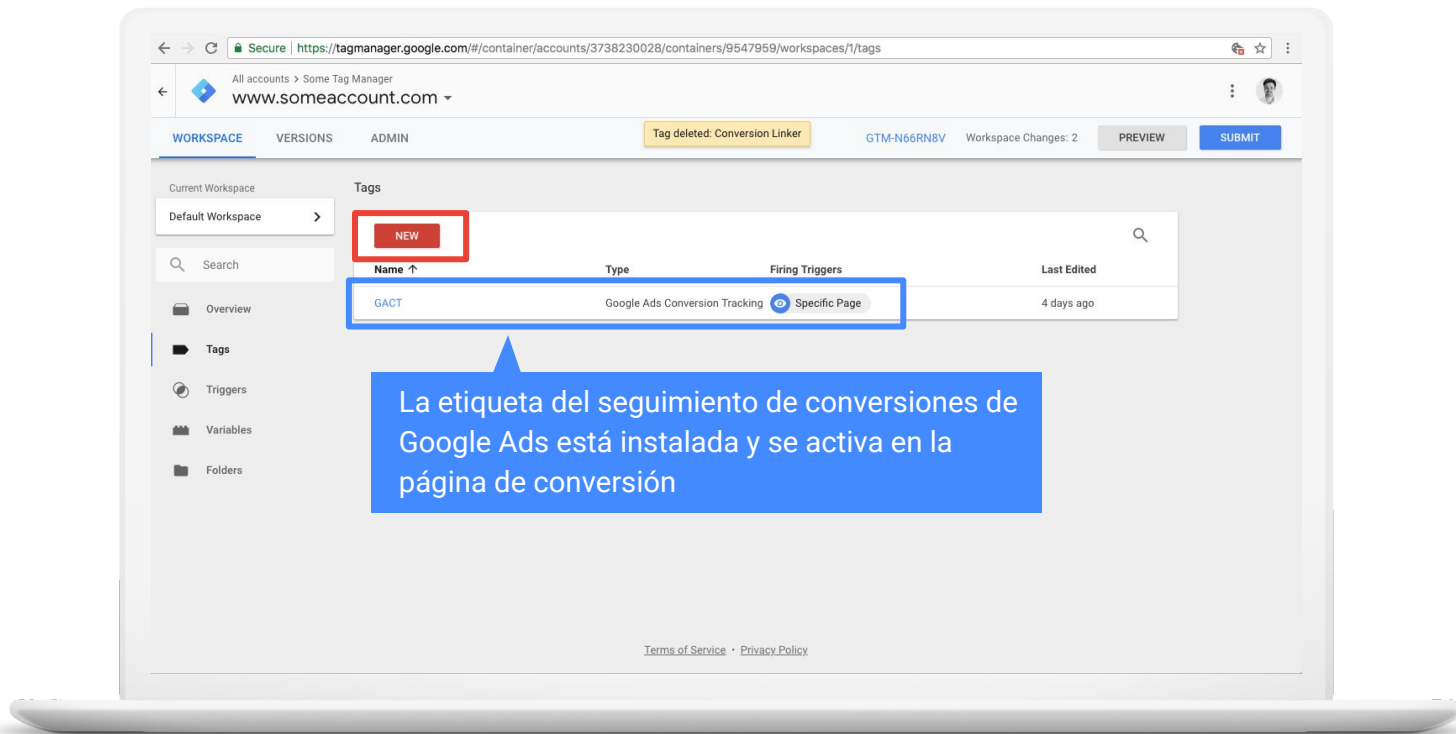 Secure | https://tagmanager.google.com/#/container/accounts/3738230028/containers/9547959/workspaces/1/tags
All accounts > Some Tag Manager
www.someaccount.com
WORKSPACE VERSIONS ADMIN Tag deleted: Conversion Linker GTM-N66RN8V Workspace Changes: 2 PREVIEW SUBMIT
Current Workspace
Default Workspace
Search
Overview
Tags
Triggers
Variables
Folders
Tags
NEW
Name Type Firing Triggers Last Edited
GACT Google Ads Conversion Tracking Specific Page 4 days ago
La etiqueta del seguimiento de conversiones de
Google Ads está instalada y se activa en la
página de conversión
Terms of Service · Privacy Policy